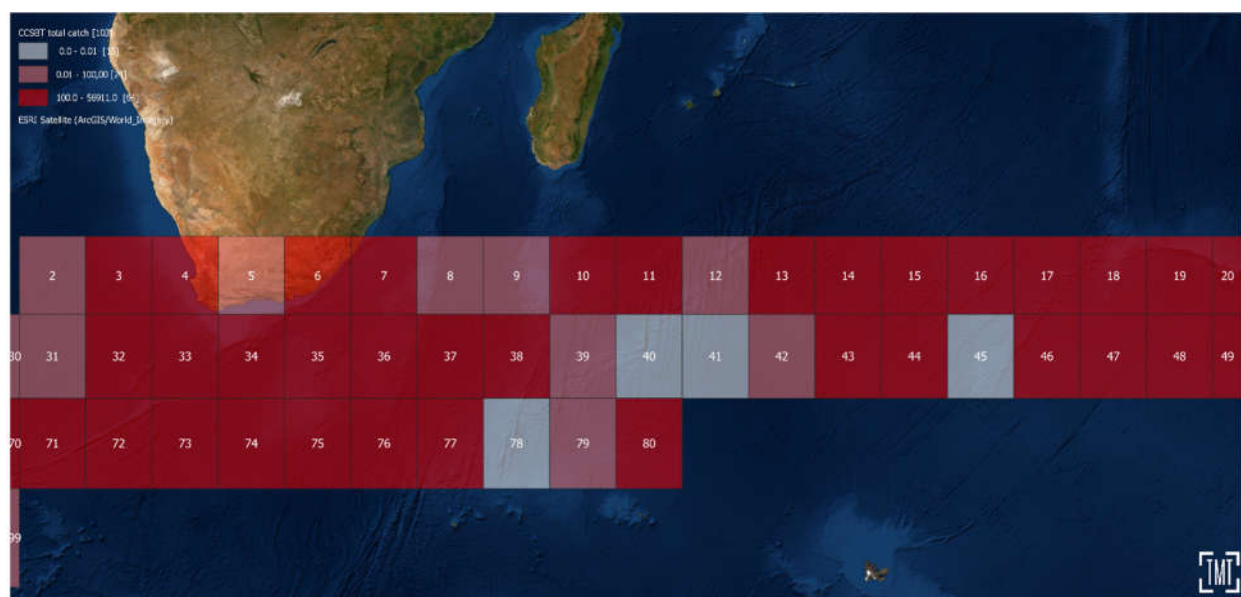 CCSBT total catch
0.0 - 0.01
0.01 - 100,00
100.0 - 56911.0
ESRI Satellite (ArcGIS/World_Imagery)
2 3 4 5 6 7 8 9 10 11 12 13 14 15 16 17 18 19 20
30 31 32 33 34 35 36 37 38 39 40 41 42 43 44 45 46 47 48 49
70 71 72 73 74 75 76 77 78 79 80
99
TMT